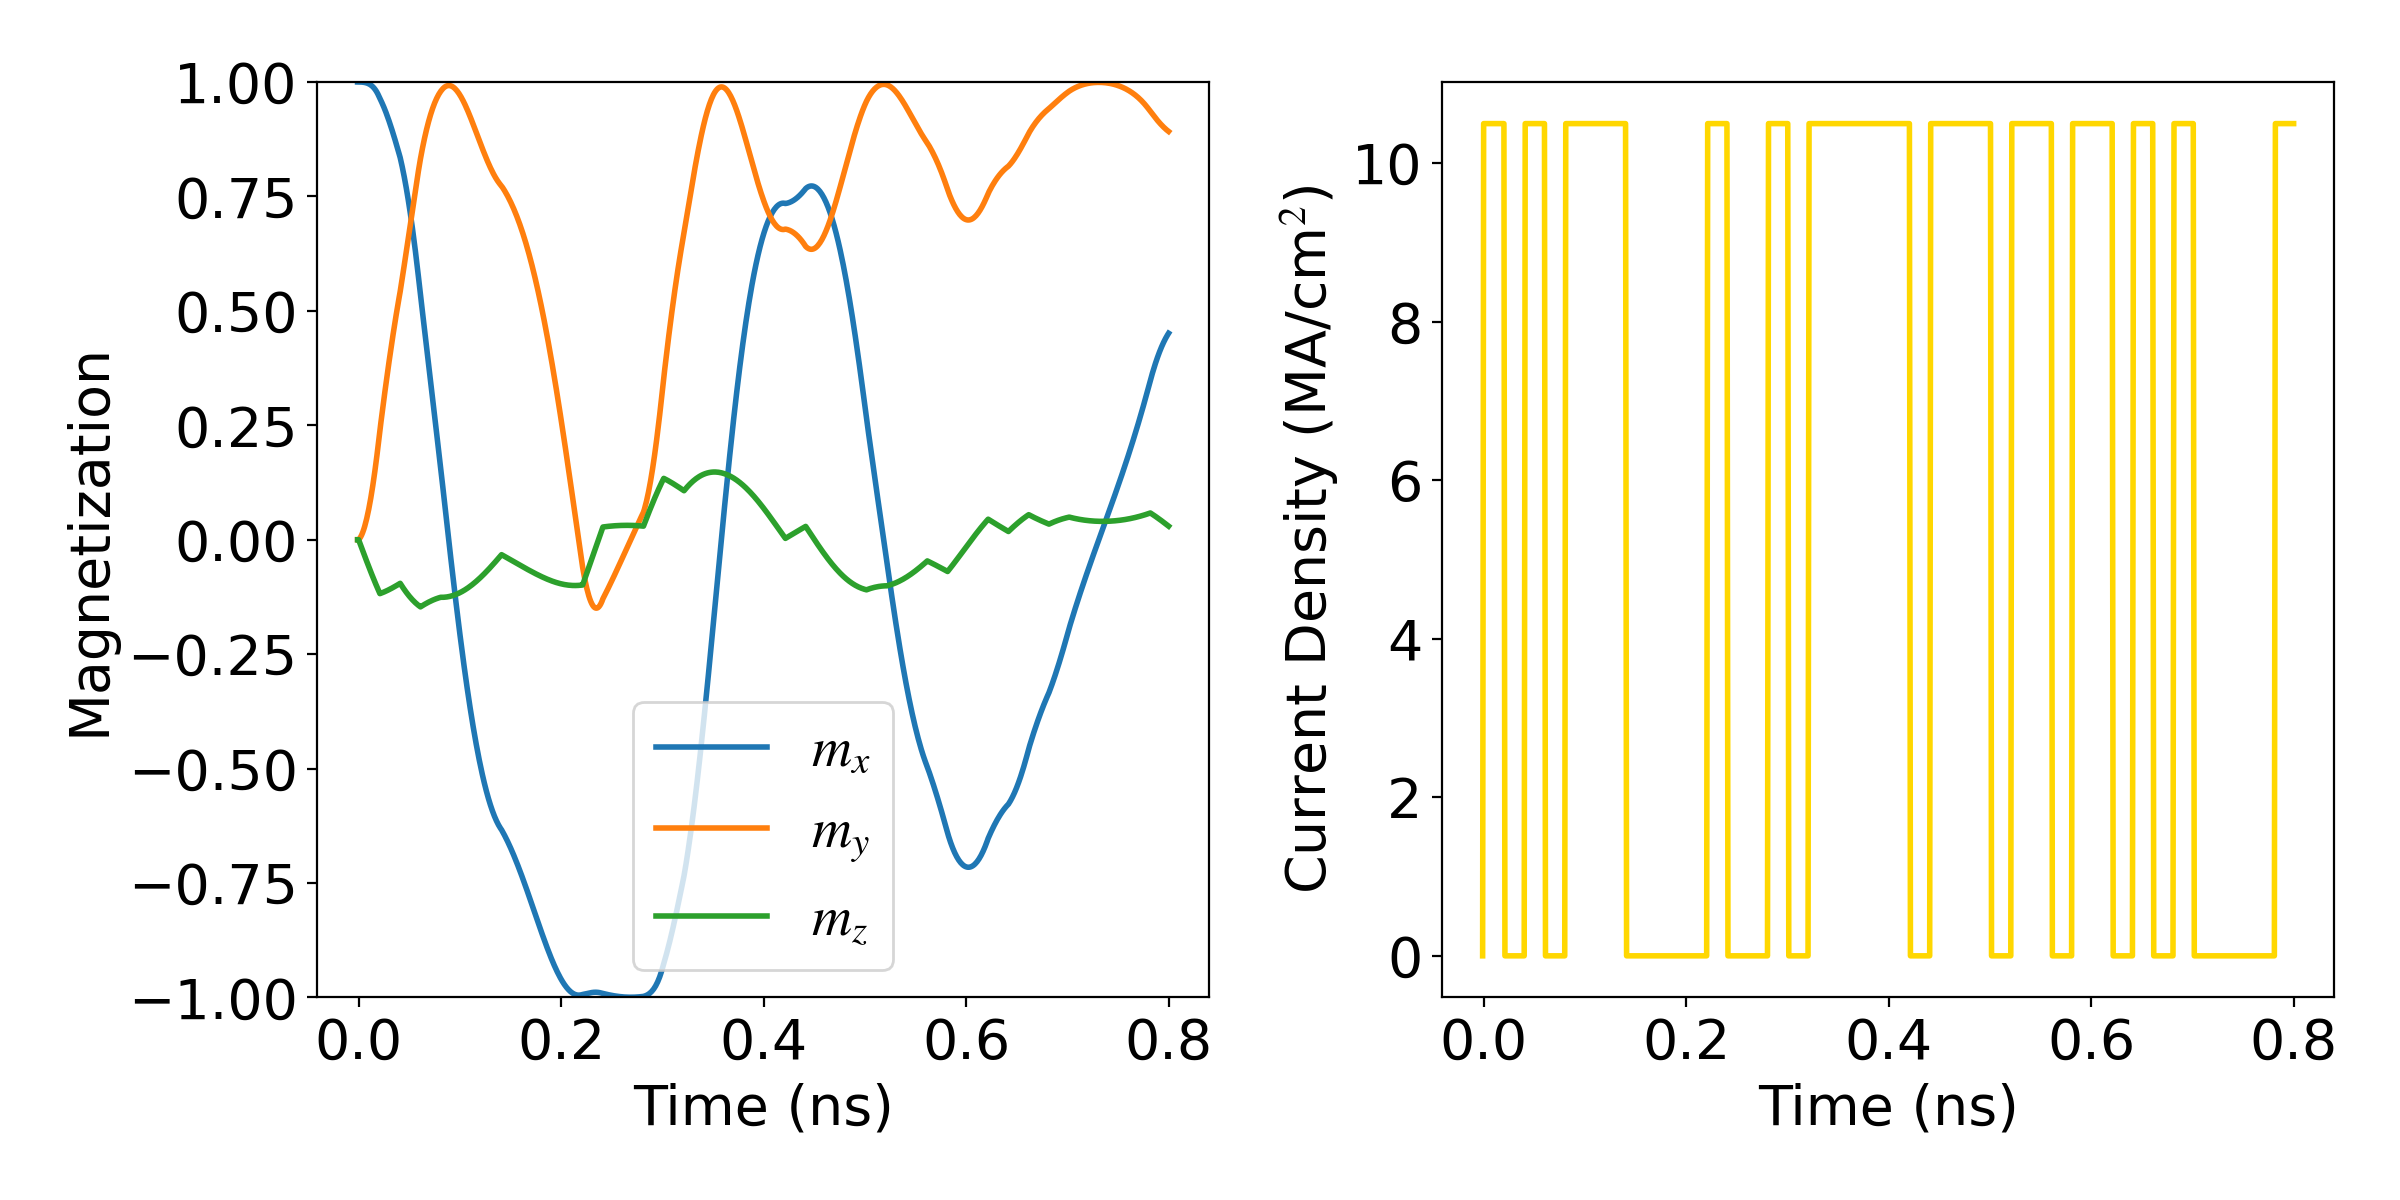 Magnetization
1.00
0.75
0.50
0.25
0.00
−0.25
−0.50
−0.75
−1.00
0.0 0.2 0.4 0.6 0.8
Time (ns)
m_x
m_y
m_z
Current Density (MA/cm²)
10
8
6
4
2
0
0.0 0.2 0.4 0.6 0.8
Time (ns)